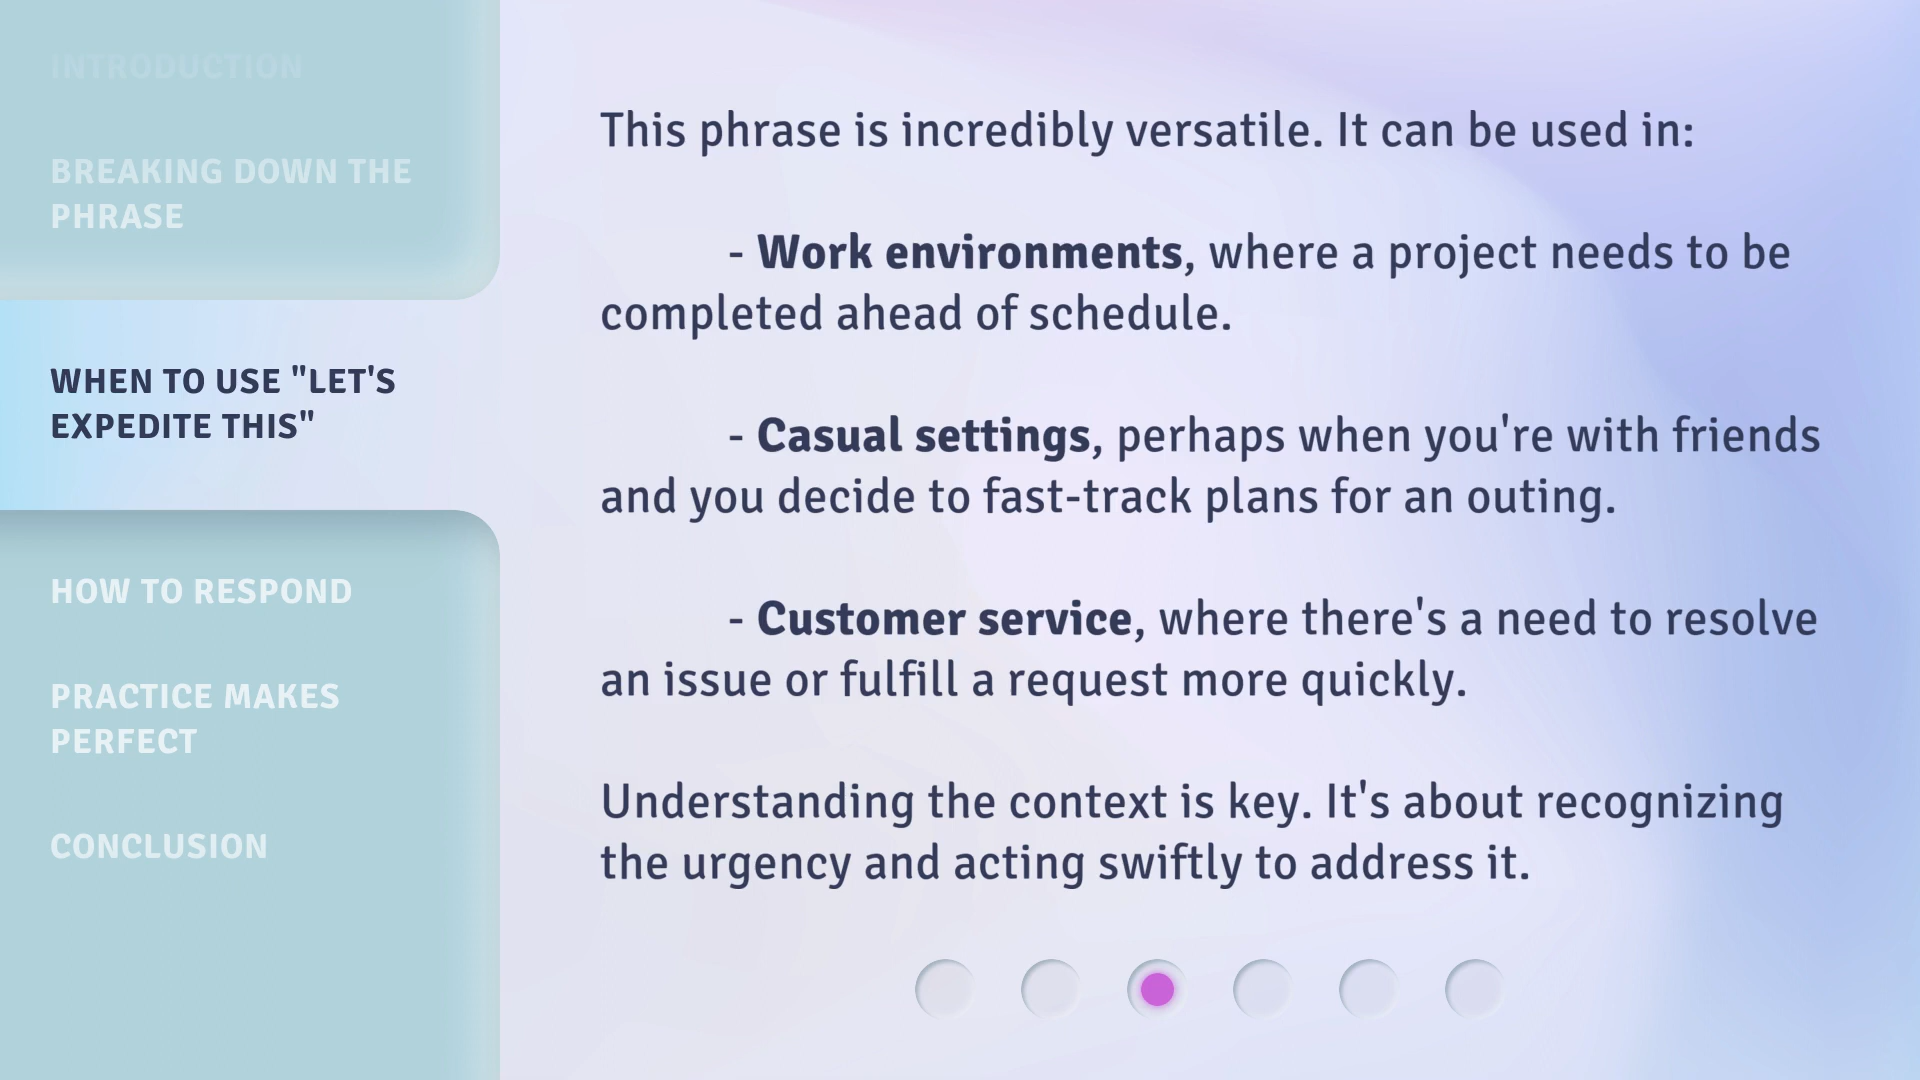 INTRODUCTION
BREAKING DOWN THE
PHRASE
WHEN TO USE "LET'S
EXPEDITE THIS"
HOW TO RESPOND
PRACTICE MAKES
PERFECT
CONCLUSION
This phrase is incredibly versatile. It can be used in:
- Work environments, where a project needs to be
completed ahead of schedule.
- Casual settings, perhaps when you're with friends
and you decide to fast-track plans for an outing.
- Customer service, where there's a need to resolve
an issue or fulfill a request more quickly.
Understanding the context is key. It's about recognizing
the urgency and acting swiftly to address it.